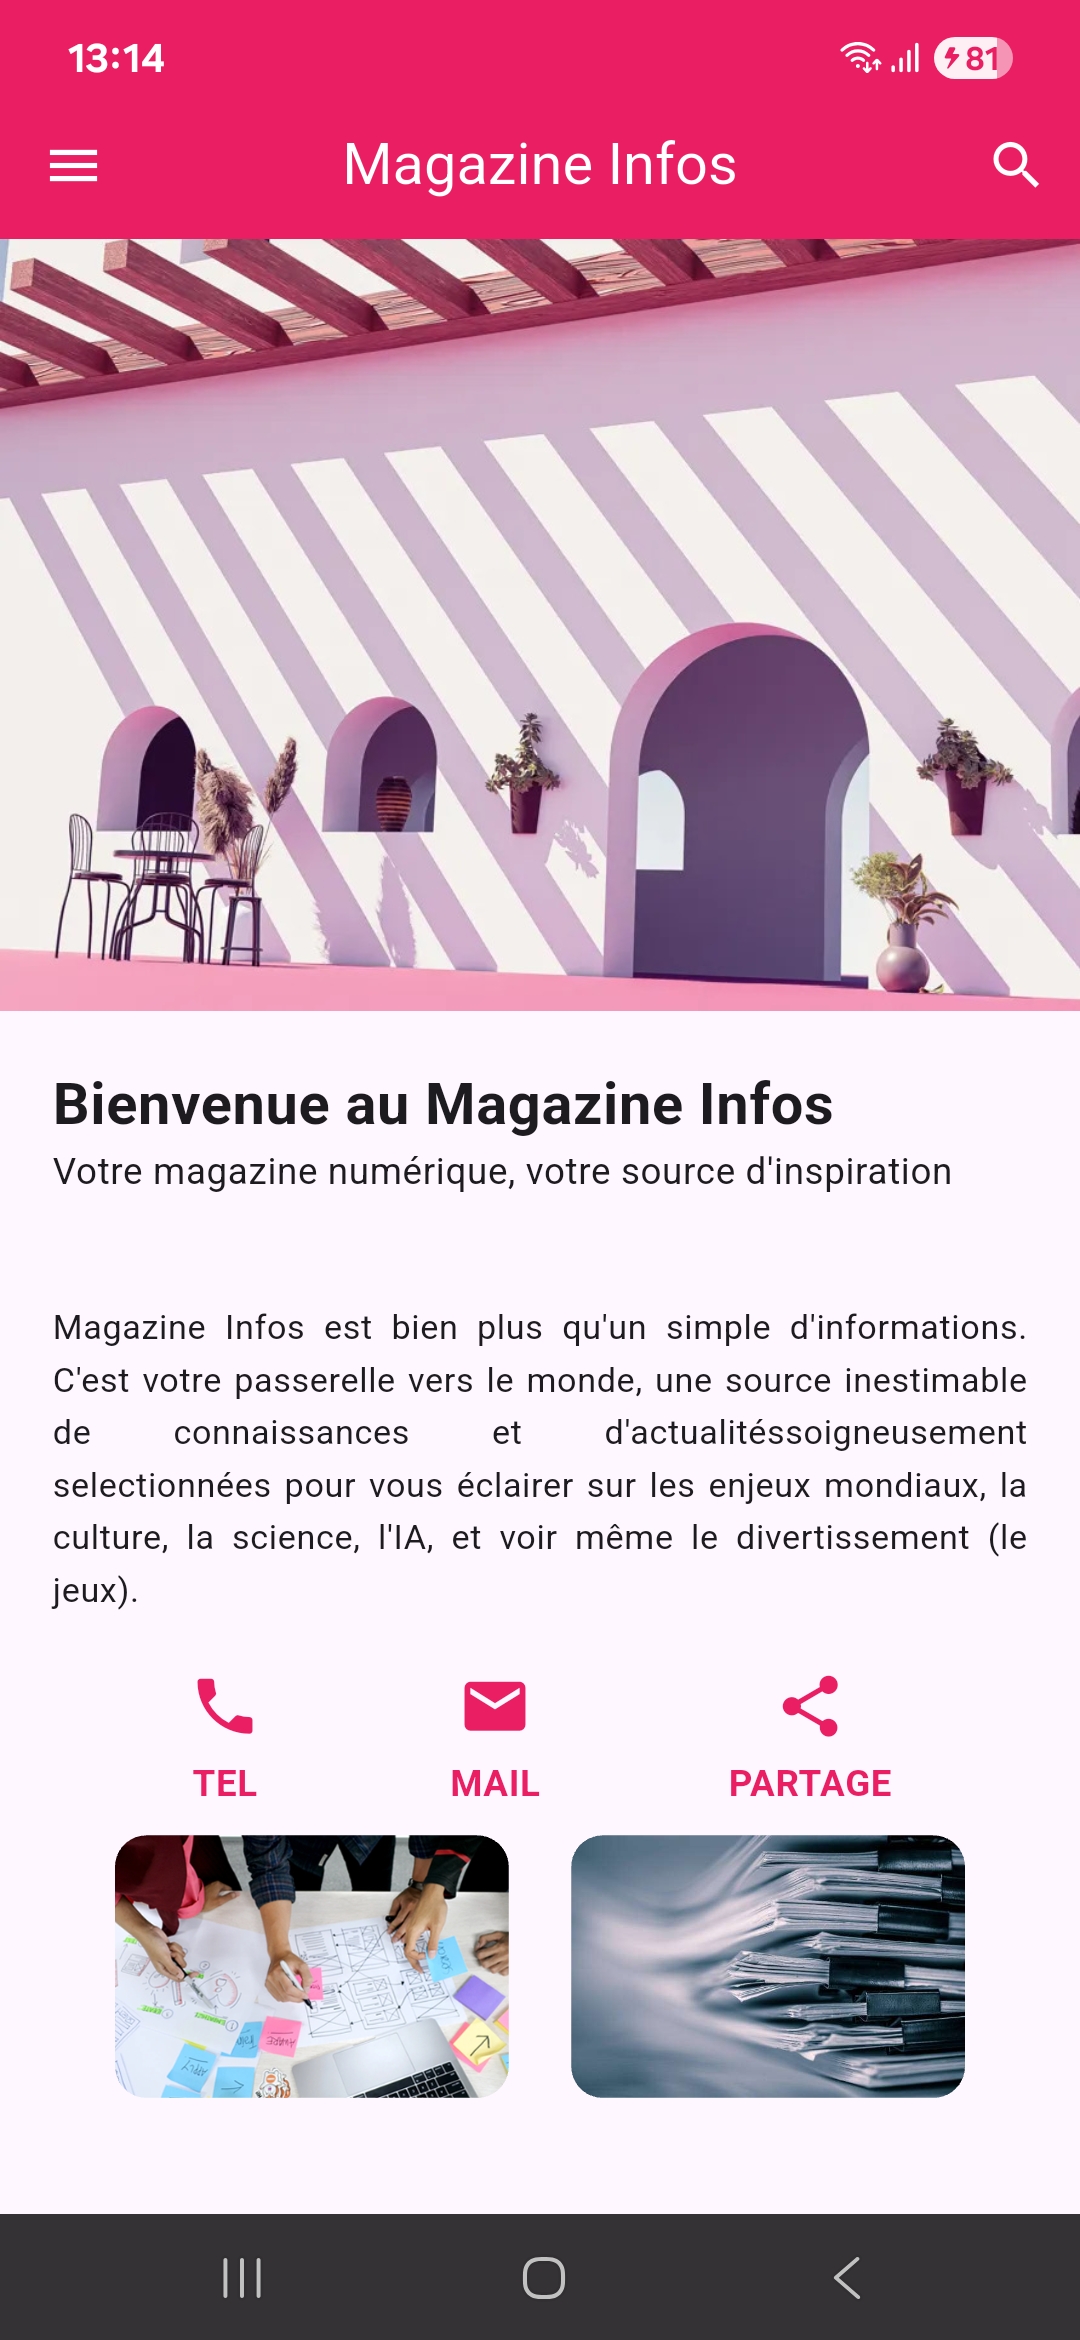 13:14
81
Magazine Infos
Bienvenue au Magazine Infos
Votre magazine numérique, votre source d'inspiration
Magazine Infos est bien plus qu'un simple d'informations.
C'est votre passerelle vers le monde, une source inestimable
de connaissances et d'actualitéssoigneusement
selectionnées pour vous éclairer sur les enjeux mondiaux, la
culture, la science, l'IA, et voir même le divertissement (le
jeux).
TEL
MAIL
PARTAGE